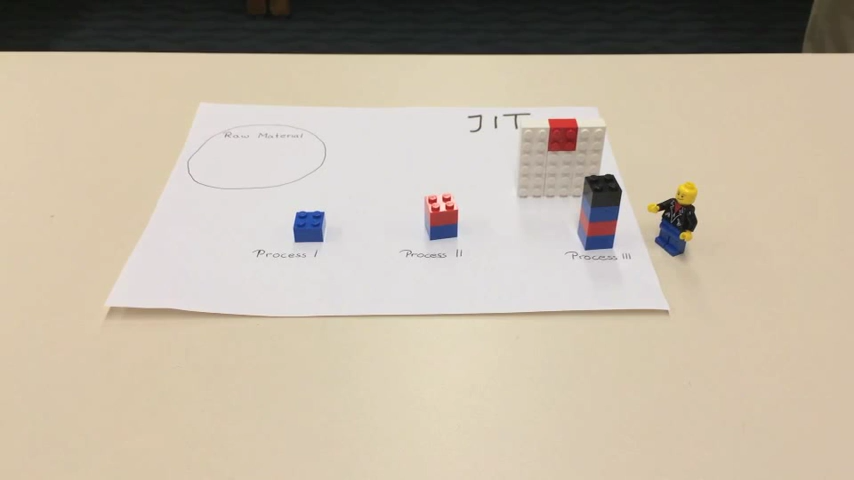 JIT
Raw Material
Process I
Process II
Process III